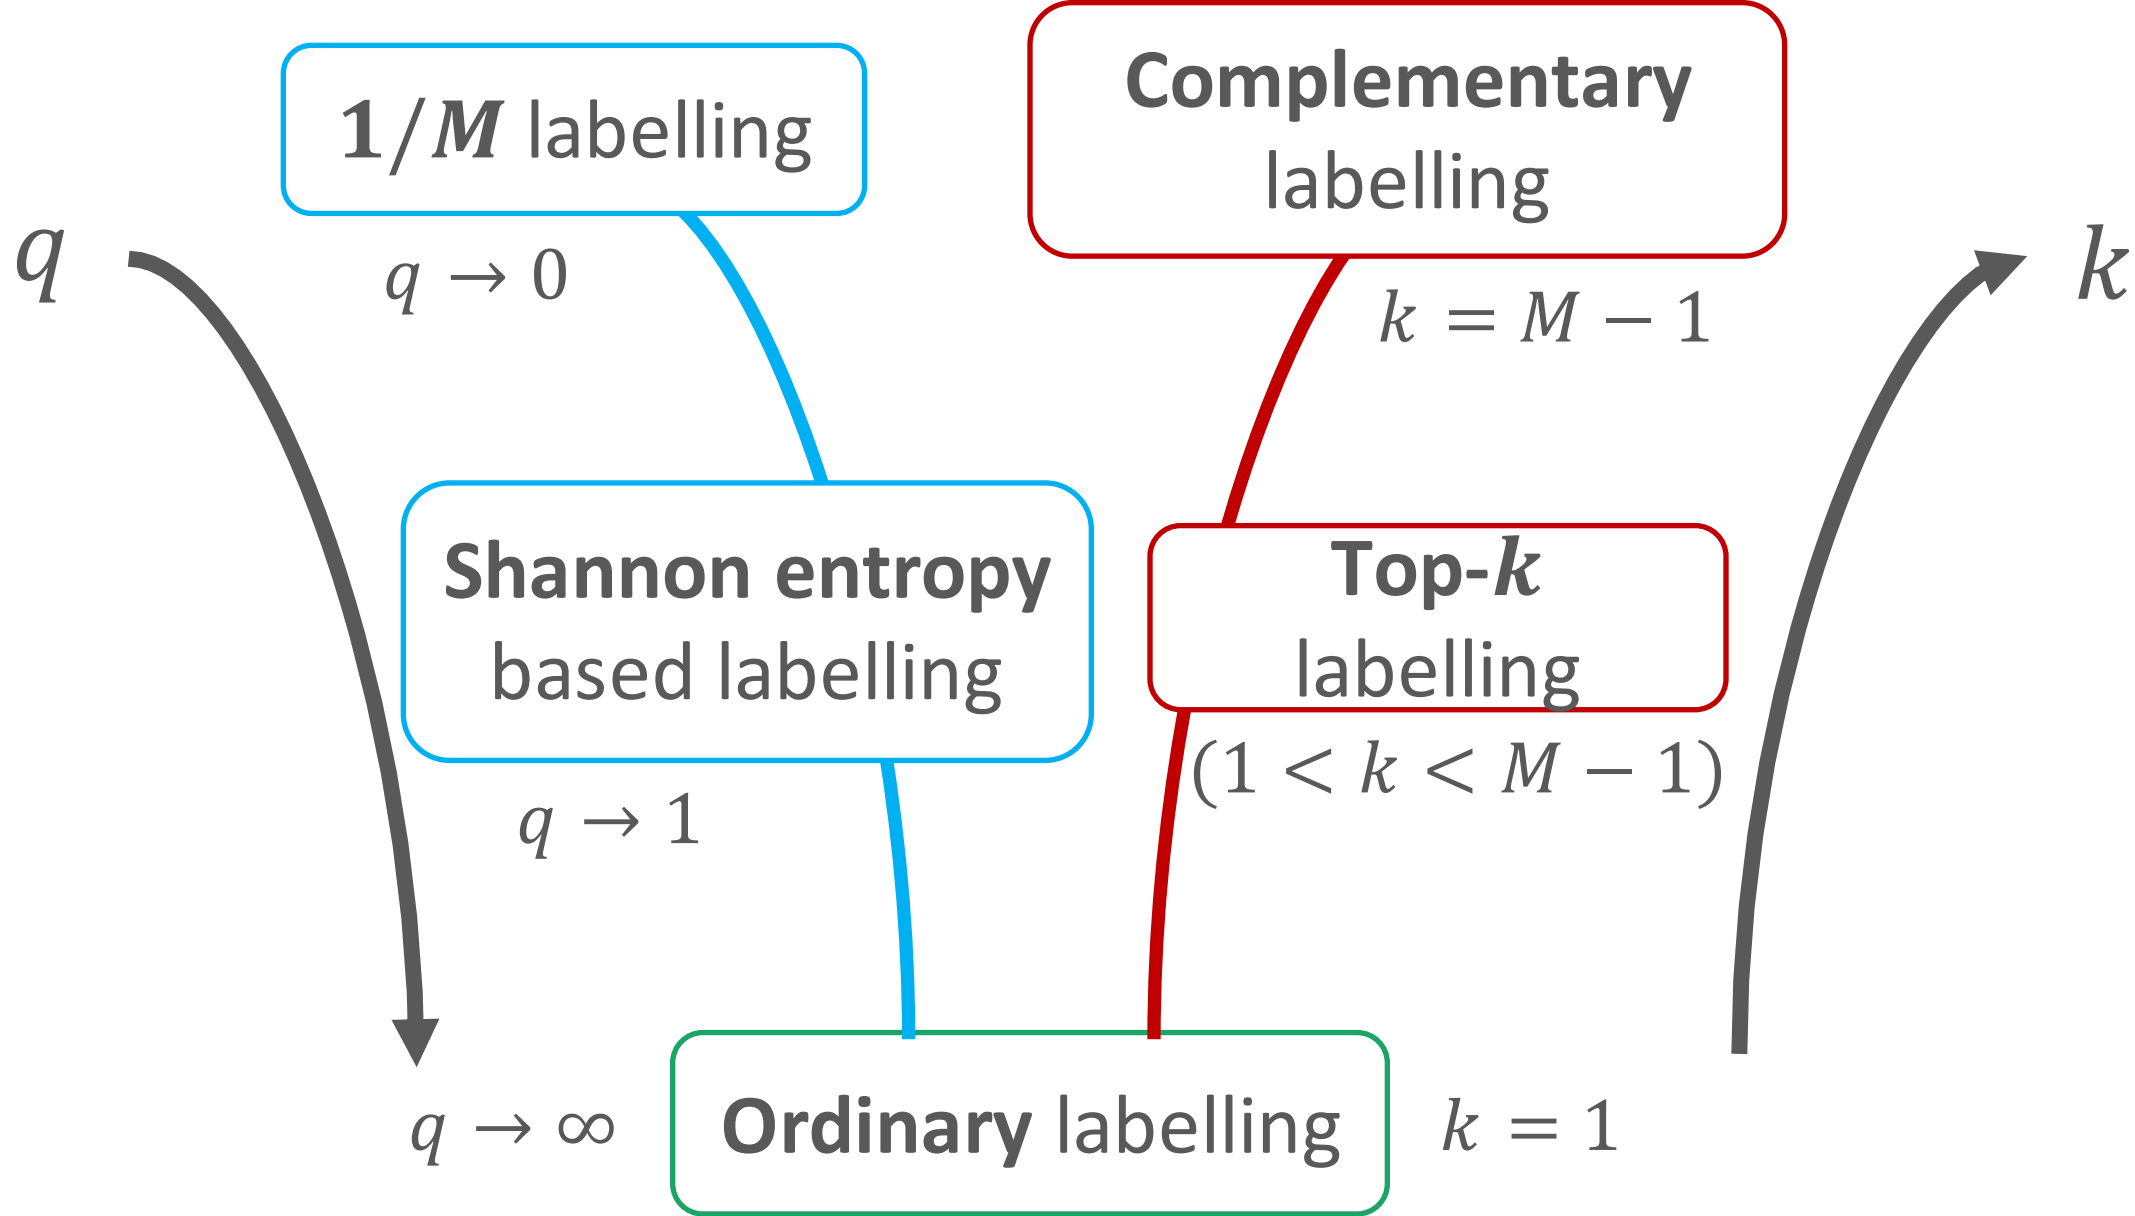 q
1/M labelling
q → 0
Shannon entropy
based labelling
q → 1
q → ∞
Ordinary labelling
k = 1
Complementary
labelling
k = M − 1
Top-k
labelling
(1 < k < M − 1)
k